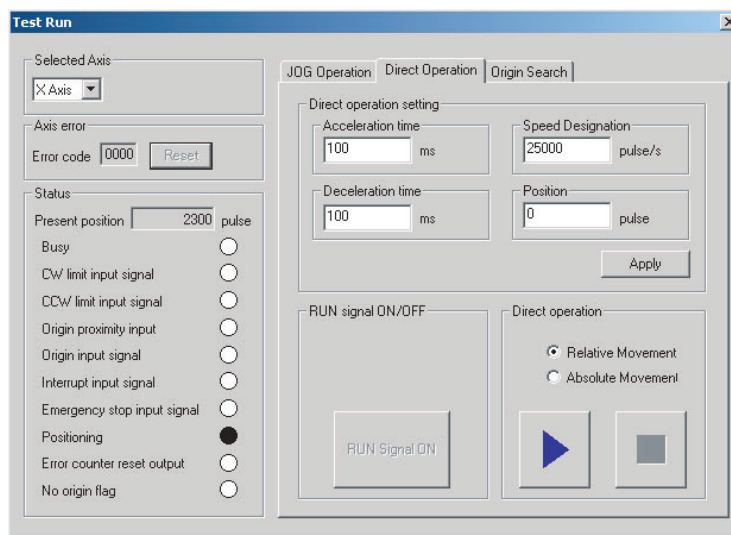 Test Run
Selected Axis
X Axis
Axis error
Error code 0000 Reset
Status
Present position 2300 pulse
Busy
CW limit input signal
CCW limit input signal
Origin proximity input
Origin input signal
Interrupt input signal
Emergency stop input signal
Positioning
Error counter reset output
No origin flag
JOG Operation Direct Operation Origin Search
Direct operation setting
Acceleration time
100 ms
Speed Designation
25000 pulse/s
Deceleration time
100 ms
Position
0 pulse
Apply
RUN signal ON/OFF
RUN Signal ON
Direct operation
Relative Movement
Absolute Movement